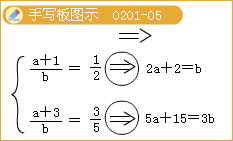 手写板图示 0201-05
⇒
{ (a+1)/b = 1/2 ⇒ 2a+2=b
(a+3)/b = 3/5 ⇒ 5a+15=3b